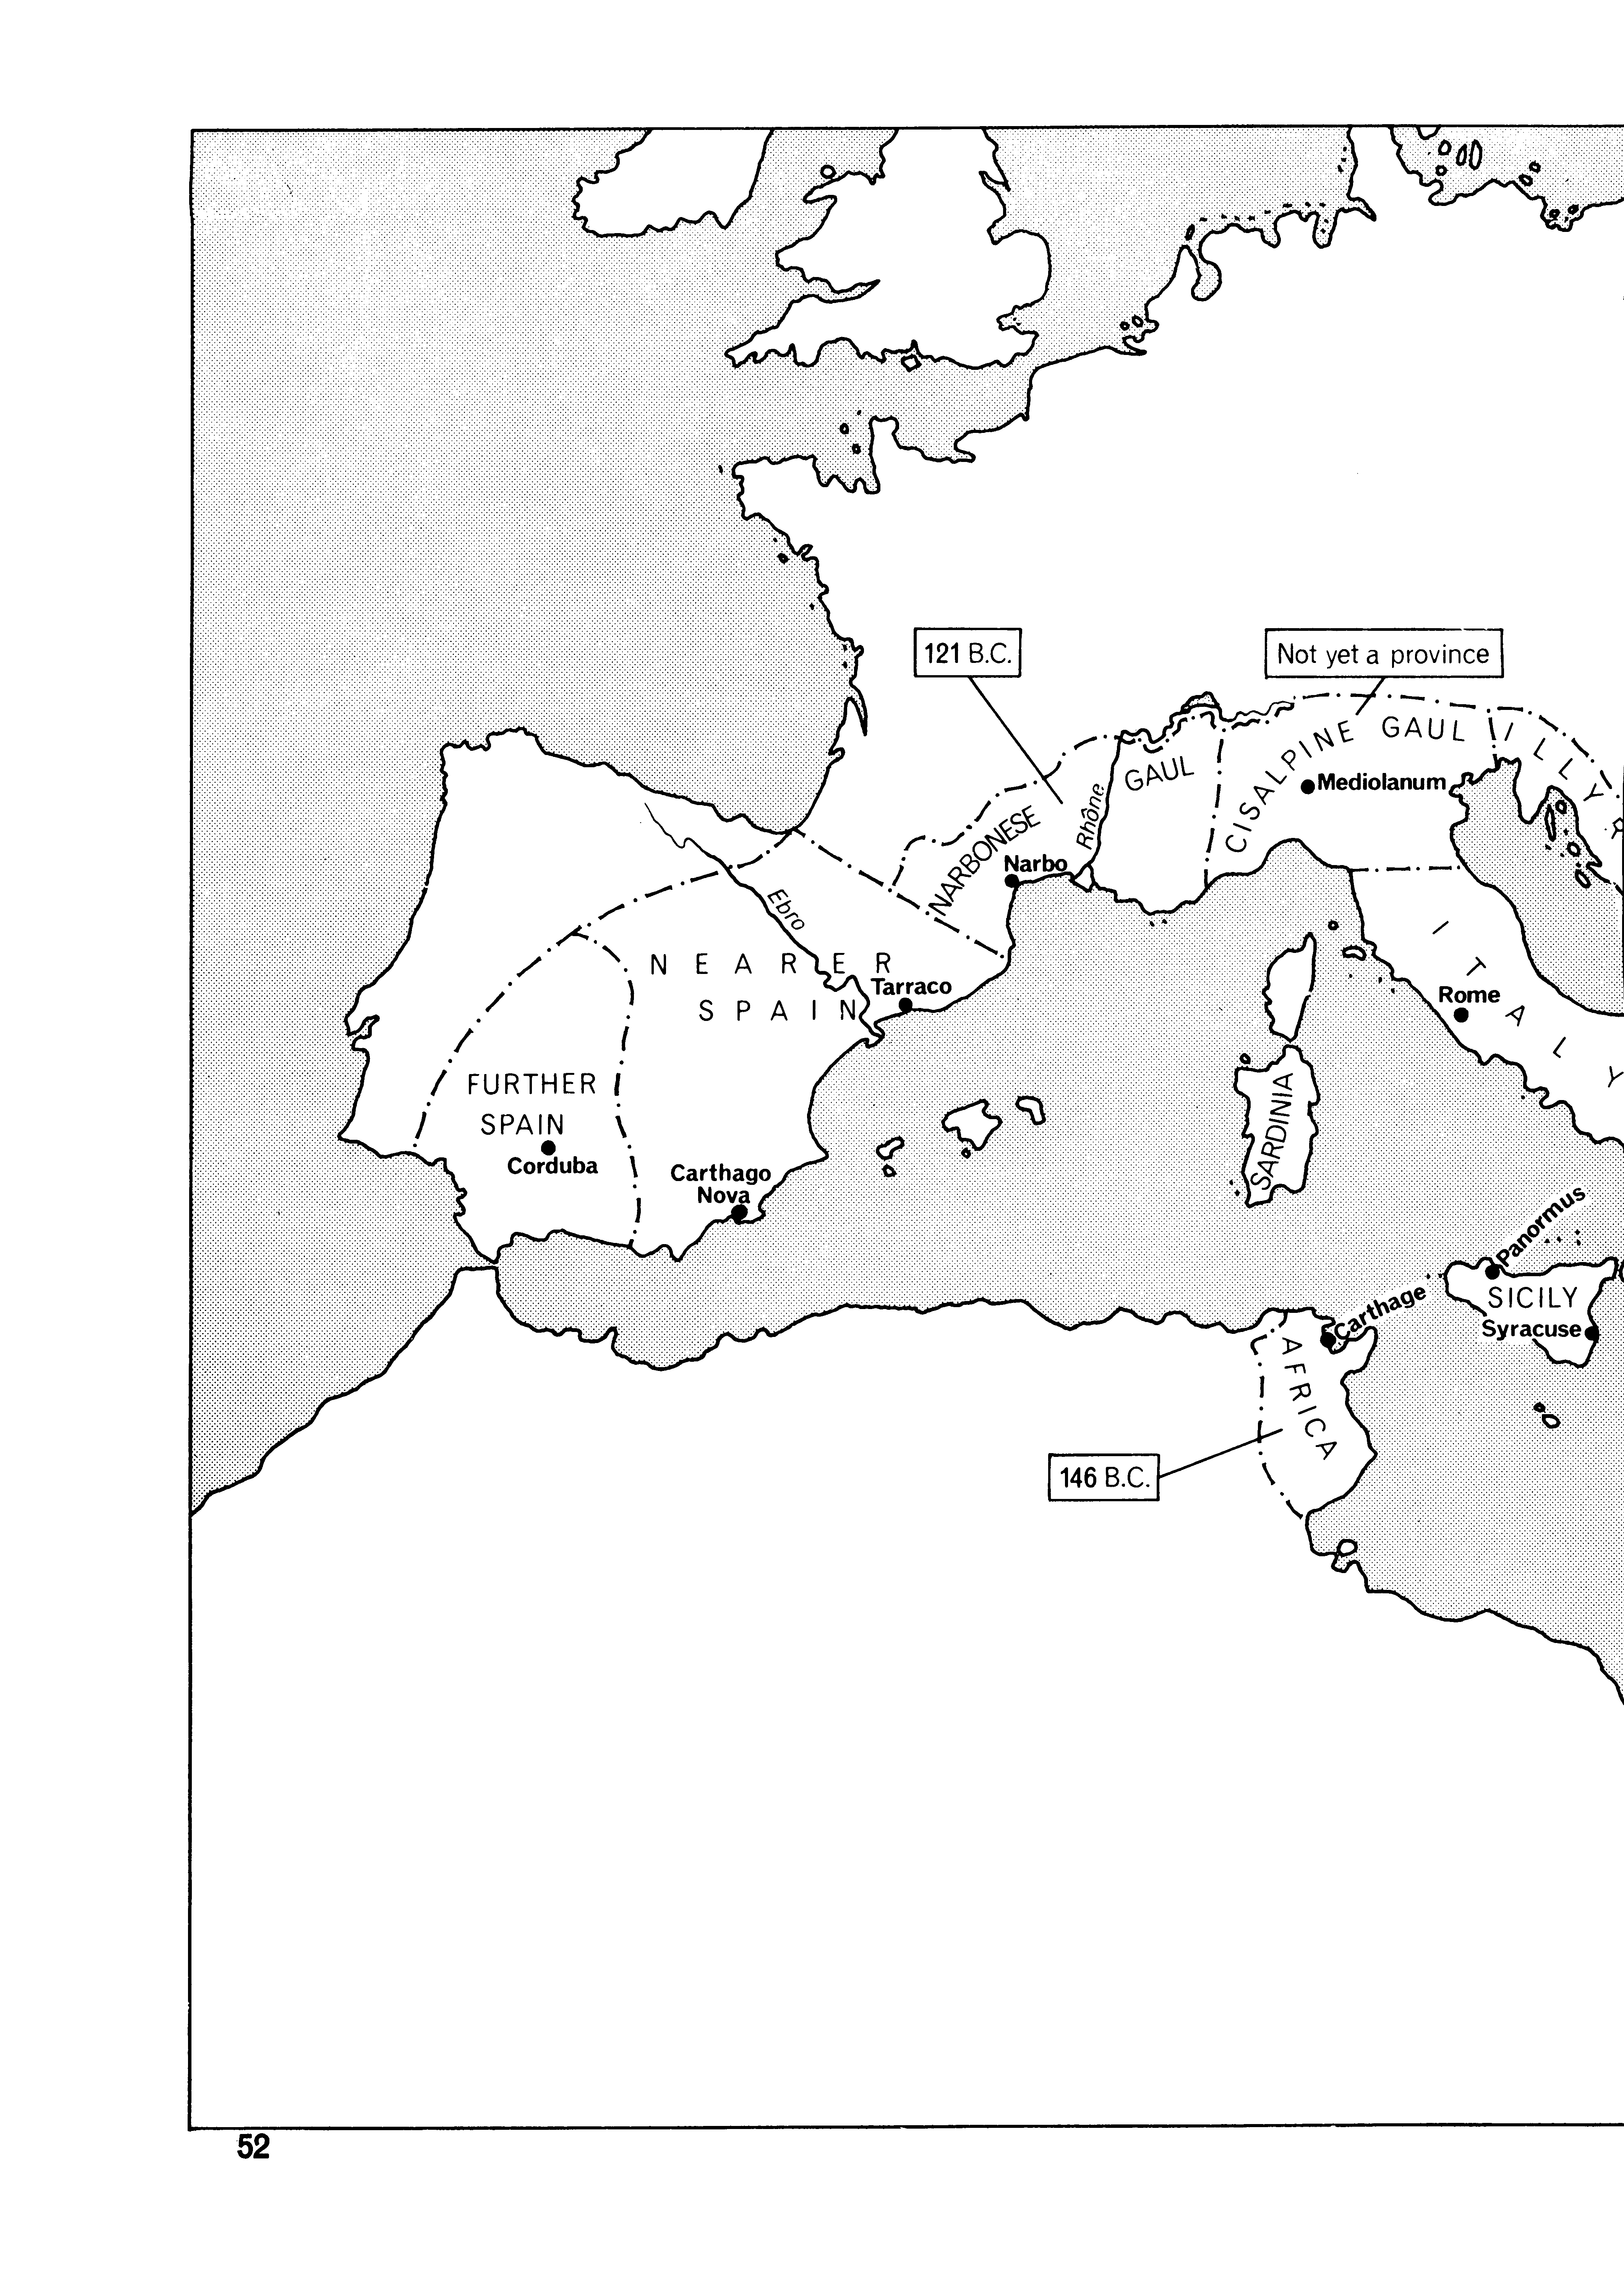 121 B.C.
Not yet a province
CISALPINE GAUL
ILLYR
GAUL
Mediolanum
Rhône
NARBONESE
Narbo
Ebro
NEARER
SPAIN
Tarraco
ITALY
Rome
FURTHER
SPAIN
Corduba
SARDINIA
Carthago
Nova
Panormus
SICILY
Syracuse
Carthage
AFRICA
146 B.C.
52